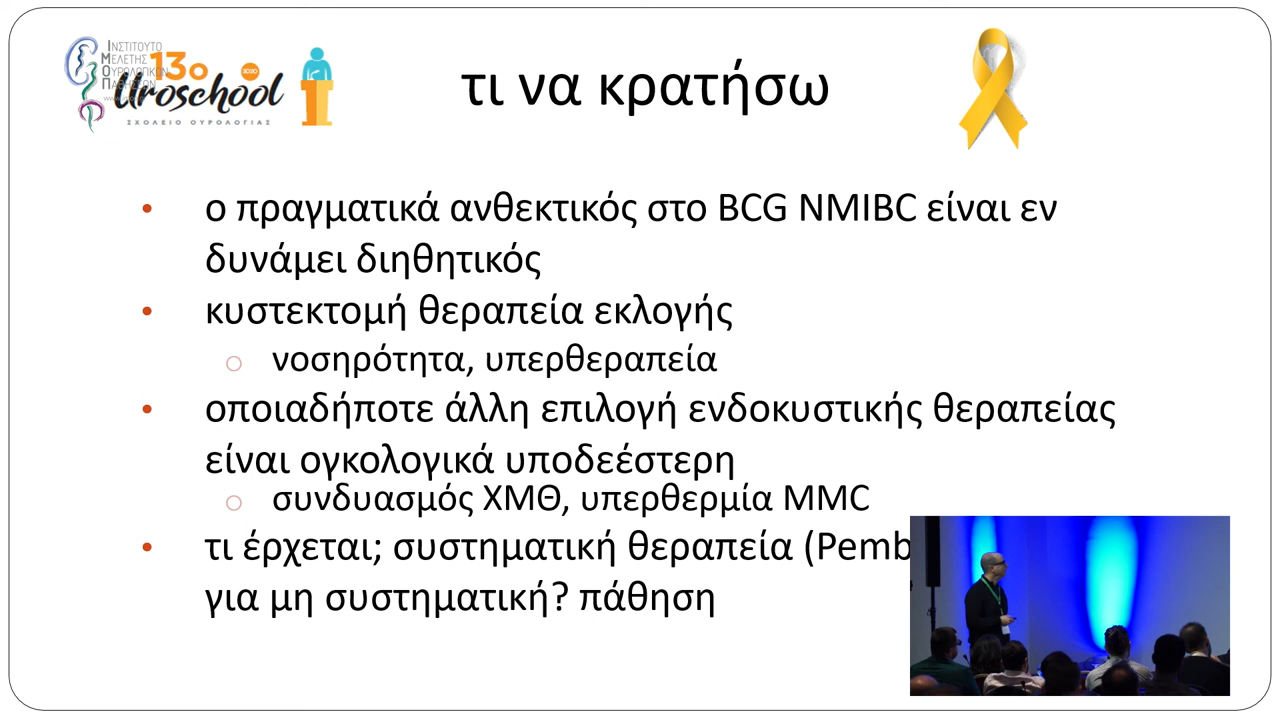 ΙΝΣΤΙΤΟΥΤΟ
ΜΕΛΕΤΗΣ
ΟΥΡΟΛΟΓΙΚΩΝ
13ο
2020
Uroschool
ΣΧΟΛΕΙΟ ΟΥΡΟΛΟΓΙΑΣ
τι να κρατήσω
• ο πραγματικά ανθεκτικός στο BCG NMIBC είναι εν
δυνάμει διηθητικός
• κυστεκτομή θεραπεία εκλογής
o νοσηρότητα, υπερθεραπεία
• οποιαδήποτε άλλη επιλογή ενδοκυστικής θεραπείας
είναι ογκολογικά υποδεέστερη
o συνδυασμός ΧΜΘ, υπερθερμία MMC
• τι έρχεται; συστηματική θεραπεία (Pemb
για μη συστηματική? πάθηση